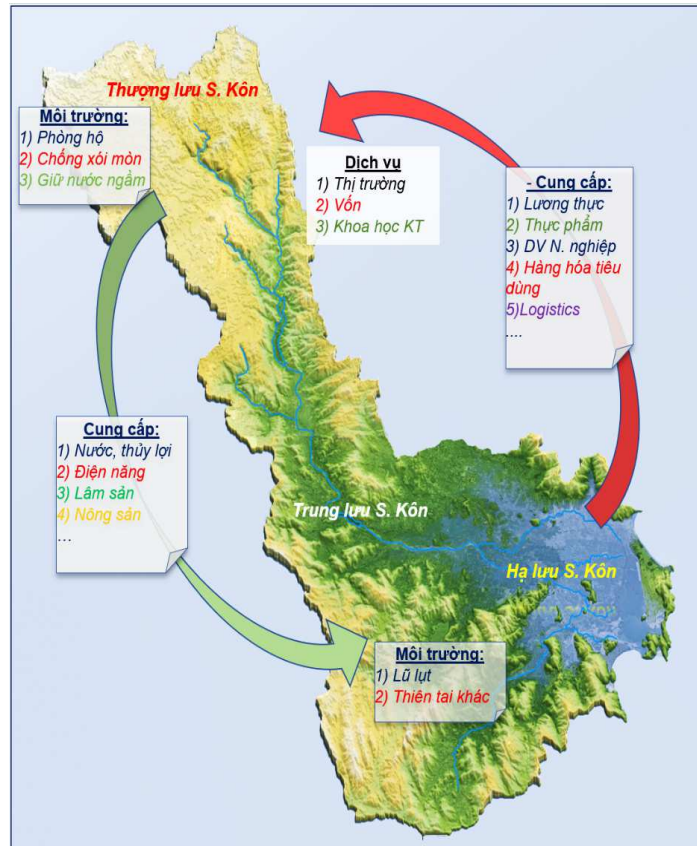 Thượng lưu S. Kôn
Môi trường:
1) Phòng hộ
2) Chống xói mòn
3) Giữ nước ngầm
Dịch vụ
1) Thị trường
2) Vốn
3) Khoa học KT
- Cung cấp:
1) Lương thực
2) Thực phẩm
3) DV N. nghiệp
4) Hàng hóa tiêu
dùng
5)Logistics
....
Cung cấp:
1) Nước, thủy lợi
2) Điện năng
3) Lâm sản
4) Nông sản
...
Trung lưu S. Kôn
Hạ lưu S. Kôn
Môi trường:
1) Lũ lụt
2) Thiên tai khác